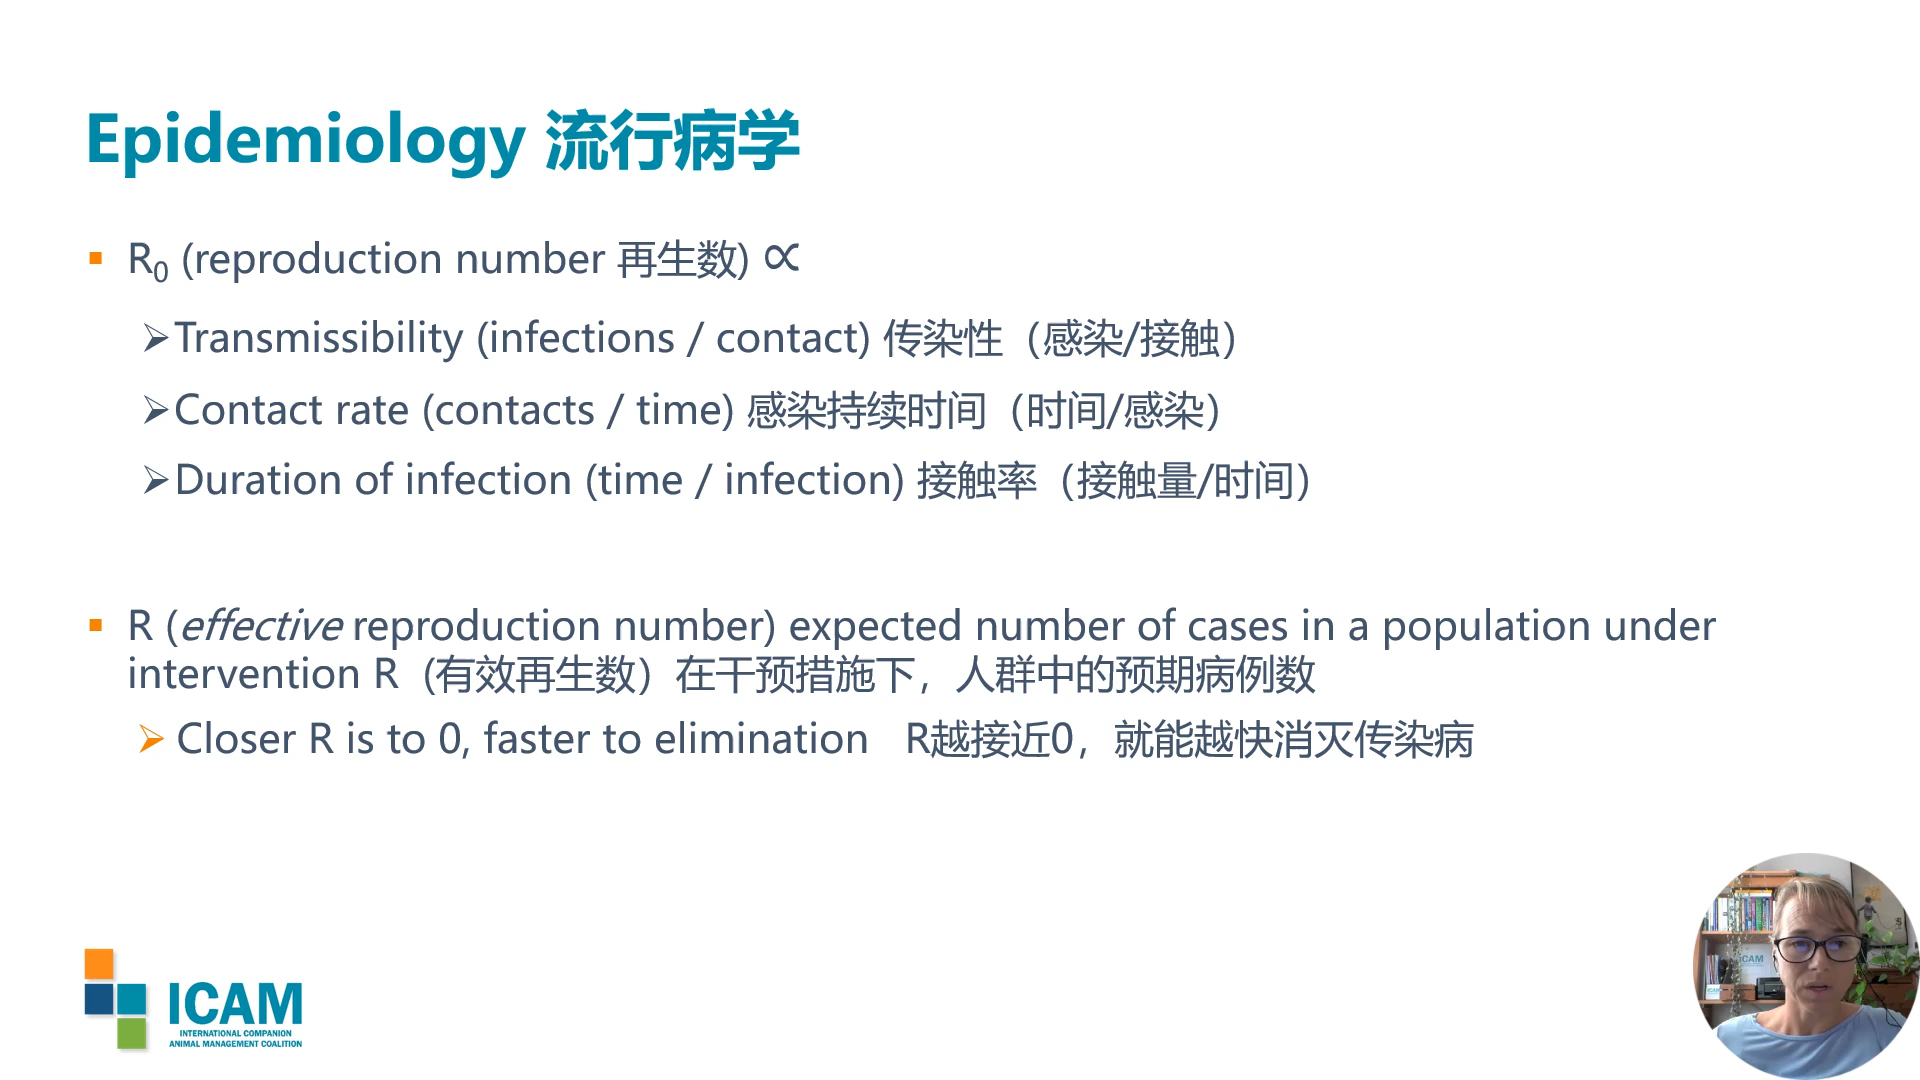 Epidemiology 流行病学
R₀ (reproduction number 再生数) ∝
Transmissibility (infections / contact) 传染性（感染/接触）
Contact rate (contacts / time) 感染持续时间（时间/感染）
Duration of infection (time / infection) 接触率（接触量/时间）
R (effective reproduction number) expected number of cases in a population under
intervention R（有效再生数）在干预措施下，人群中的预期病例数
Closer R is to 0, faster to elimination R越接近0，就能越快消灭传染病
ICAM
INTERNATIONAL COMPANION
ANIMAL MANAGEMENT COALITION
ICAM